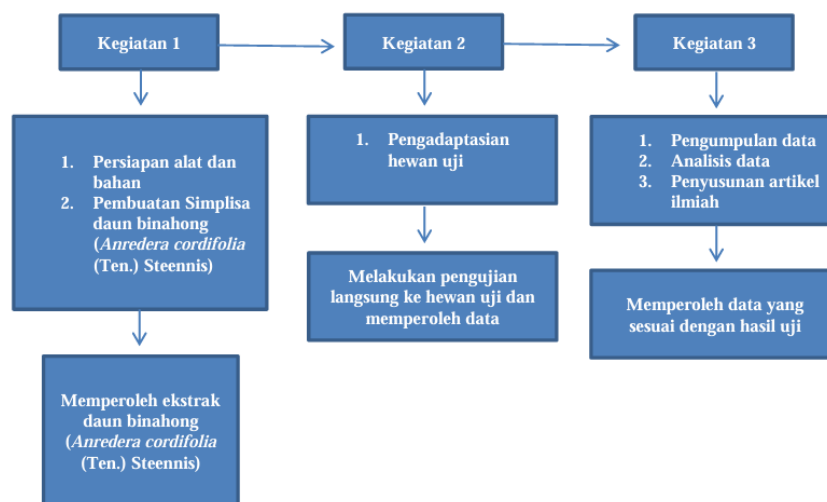 Kegiatan 1
Kegiatan 2
Kegiatan 3
1. Persiapan alat dan
bahan
2. Pembuatan Simplisa
daun binahong
(Anredera cordifolia
(Ten.) Steennis)
Memperoleh ekstrak
daun binahong
(Anredera cordifolia
(Ten.) Steennis)
1. Pengadaptasian
hewan uji
Melakukan pengujian
langsung ke hewan uji dan
memperoleh data
1. Pengumpulan data
2. Analisis data
3. Penyusunan artikel
ilmiah
Memperoleh data yang
sesuai dengan hasil uji